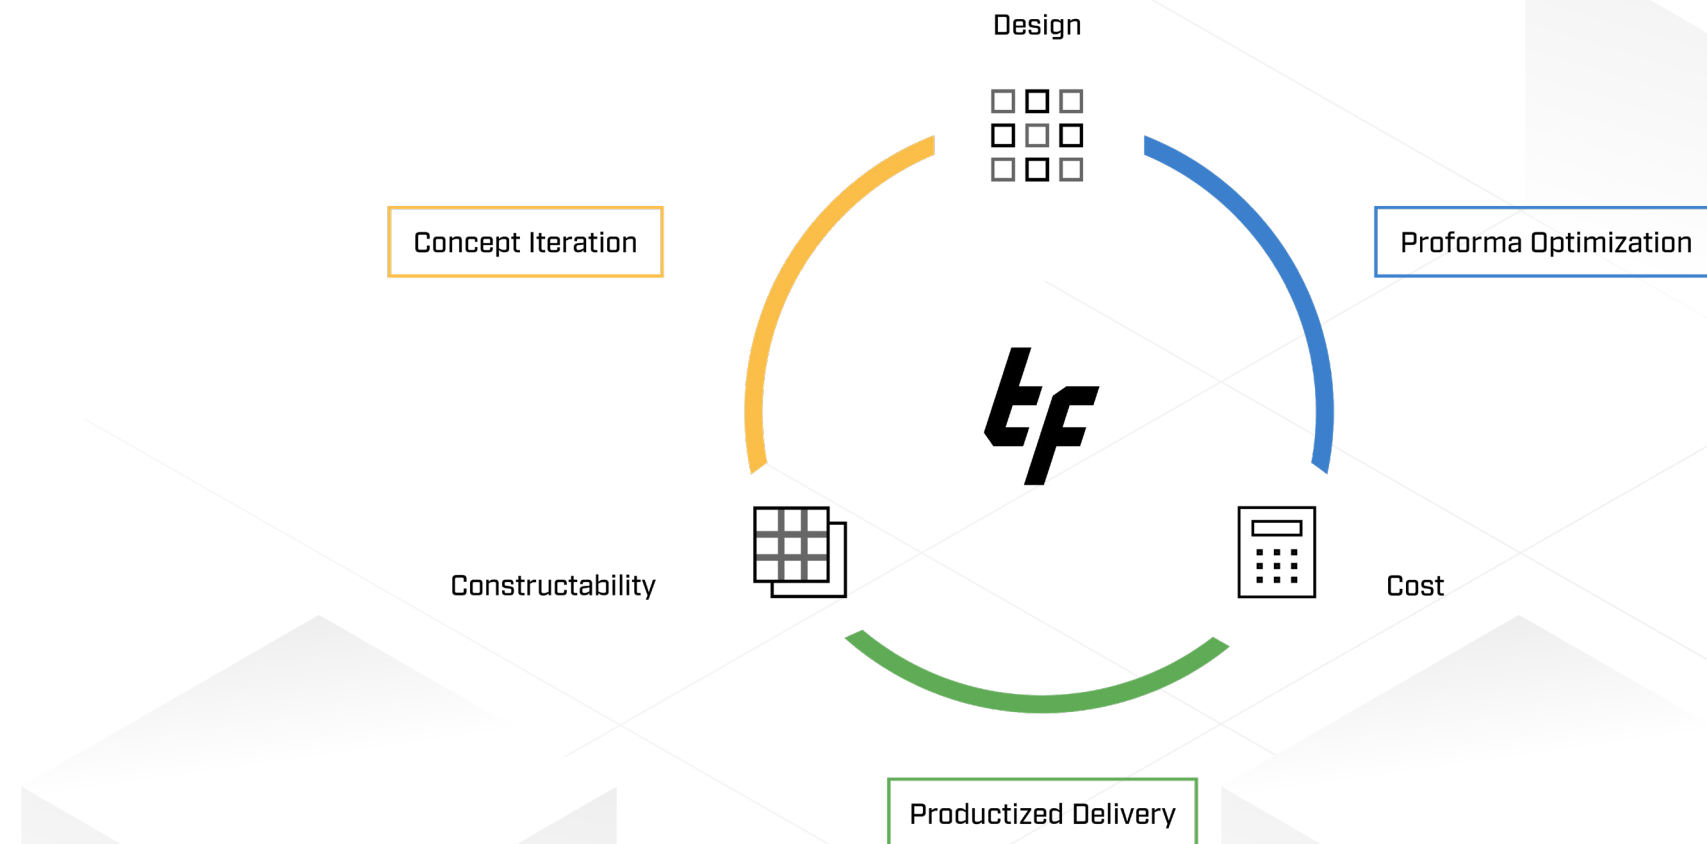 Design
Concept Iteration
Proforma Optimization
tf
Constructability
Cost
Productized Delivery